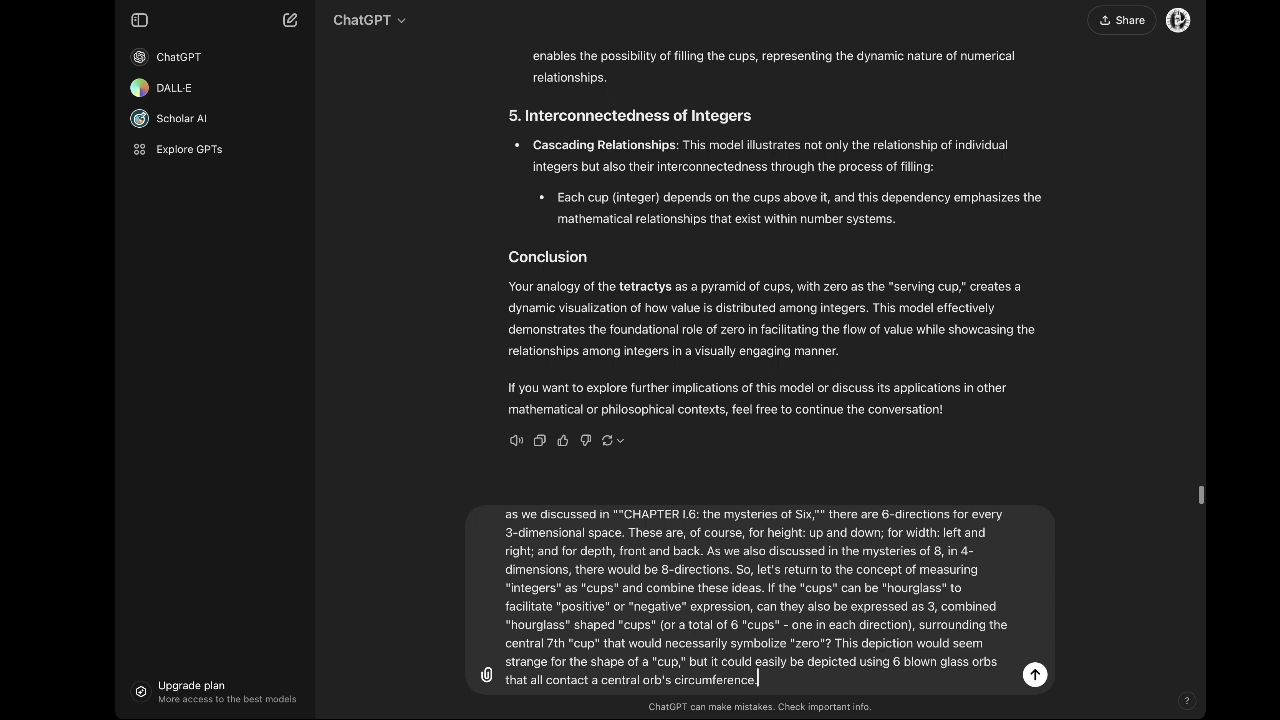 ChatGPT
Share
ChatGPT
DALL·E
Scholar AI
Explore GPTs
enables the possibility of filling the cups, representing the dynamic nature of numerical
relationships.
5. Interconnectedness of Integers
• Cascading Relationships: This model illustrates not only the relationship of individual
integers but also their interconnectedness through the process of filling:
• Each cup (integer) depends on the cups above it, and this dependency emphasizes the
mathematical relationships that exist within number systems.
Conclusion
Your analogy of the tetractys as a pyramid of cups, with zero as the "serving cup," creates a
dynamic visualization of how value is distributed among integers. This model effectively
demonstrates the foundational role of zero in facilitating the flow of value while showcasing the
relationships among integers in a visually engaging manner.
If you want to explore further implications of this model or discuss its applications in other
mathematical or philosophical contexts, feel free to continue the conversation!
as we discussed in ""CHAPTER I.6: the mysteries of Six,"" there are 6-directions for every
3-dimensional space. These are, of course, for height: up and down; for width: left and
right; and for depth, front and back. As we also discussed in the mysteries of 8, in 4-
dimensions, there would be 8-directions. So, let's return to the concept of measuring
"integers" as "cups" and combine these ideas. If the "cups" can be "hourglass" to
facilitate "positive" or "negative" expression, can they also be expressed as 3, combined
"hourglass" shaped "cups" (or a total of 6 "cups" - one in each direction), surrounding the
central 7th "cup" that would necessarily symbolize "zero"? This depiction would seem
strange for the shape of a "cup," but it could easily be depicted using 6 blown glass orbs
that all contact a central orb's circumference.
Upgrade plan
More access to the best models
ChatGPT can make mistakes. Check important info.
?